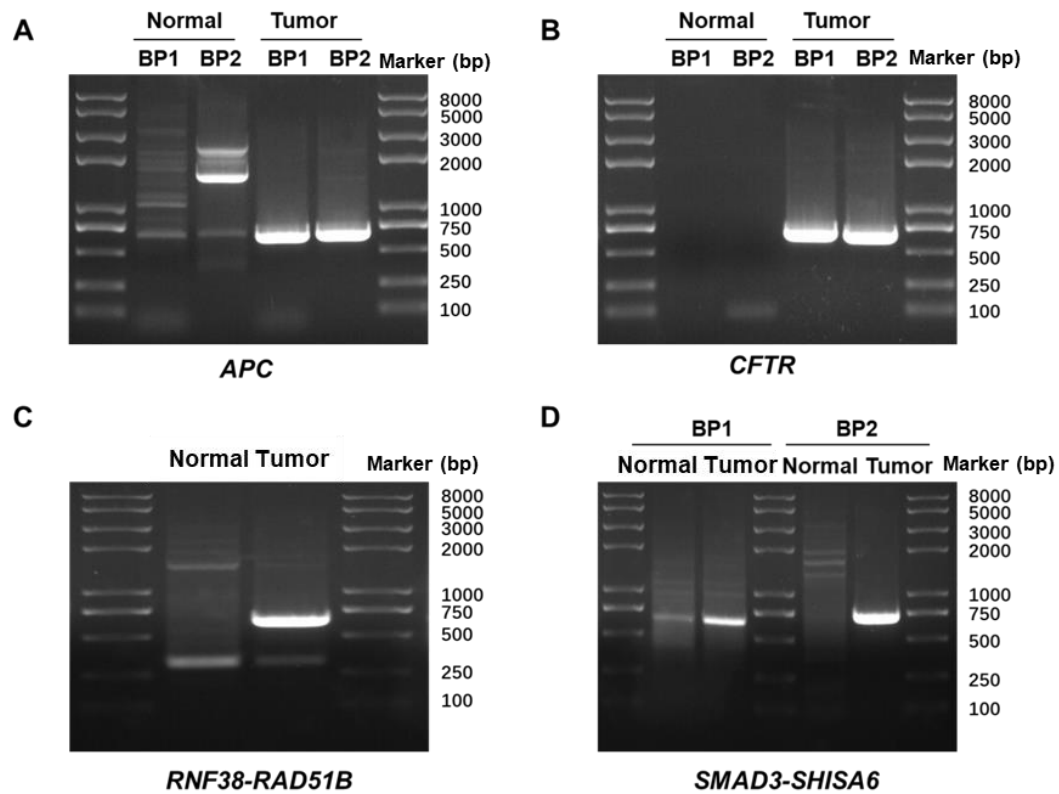 A
Normal Tumor
BP1 BP2 BP1 BP2 Marker (bp)
8000
5000
3000
2000
1000
750
500
250
100
APC
B
Normal Tumor
BP1 BP2 BP1 BP2 Marker (bp)
8000
5000
3000
2000
1000
750
500
250
100
CFTR
C
Normal Tumor Marker (bp)
8000
5000
3000
2000
1000
750
500
250
100
RNF38-RAD51B
D
BP1 BP2
Normal Tumor Normal Tumor Marker (bp)
8000
5000
3000
2000
1000
750
500
250
100
SMAD3-SHISA6